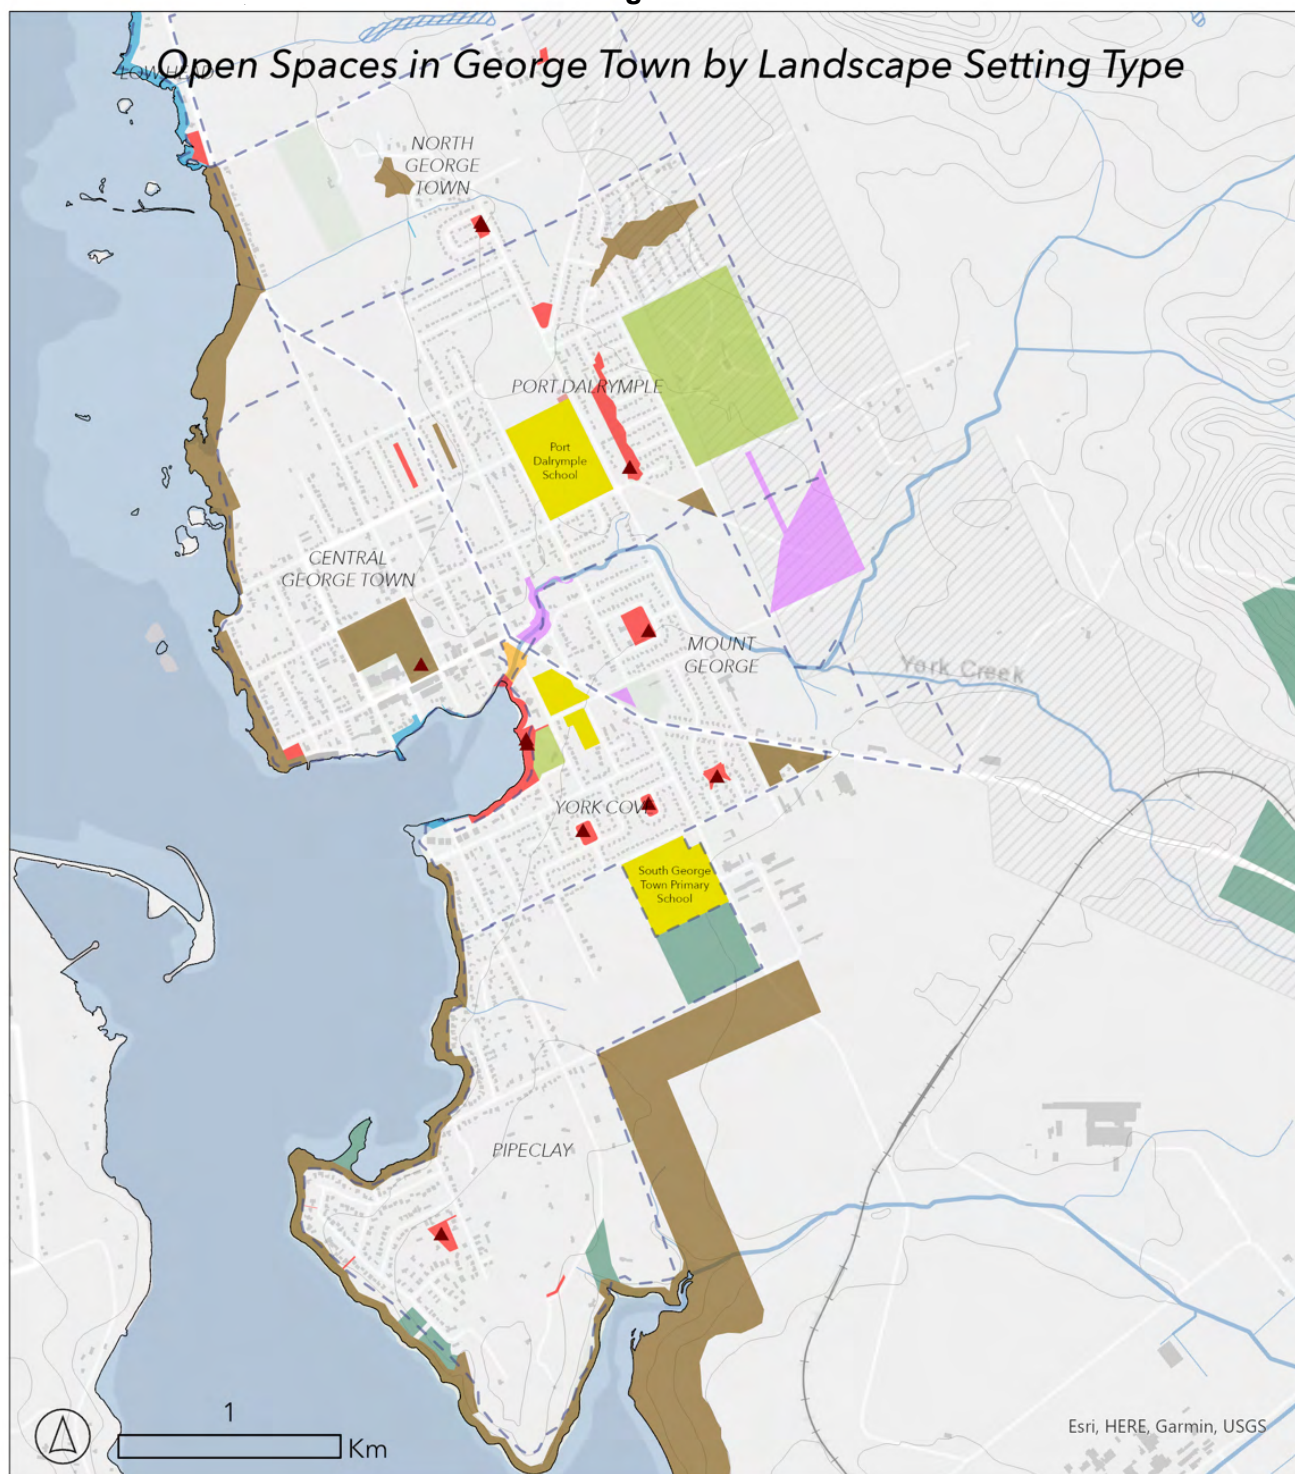 Open Spaces in George Town by Landscape Setting Type
LOW HEAD
NORTH
GEORGE
TOWN
PORT DALRYMPLE
Port
Dalrymple
School
CENTRAL
GEORGE TOWN
MOUNT
GEORGE
York Creek
YORK COVE
South George
Town Primary
School
PIPECLAY
1
Km
Esri, HERE, Garmin, USGS